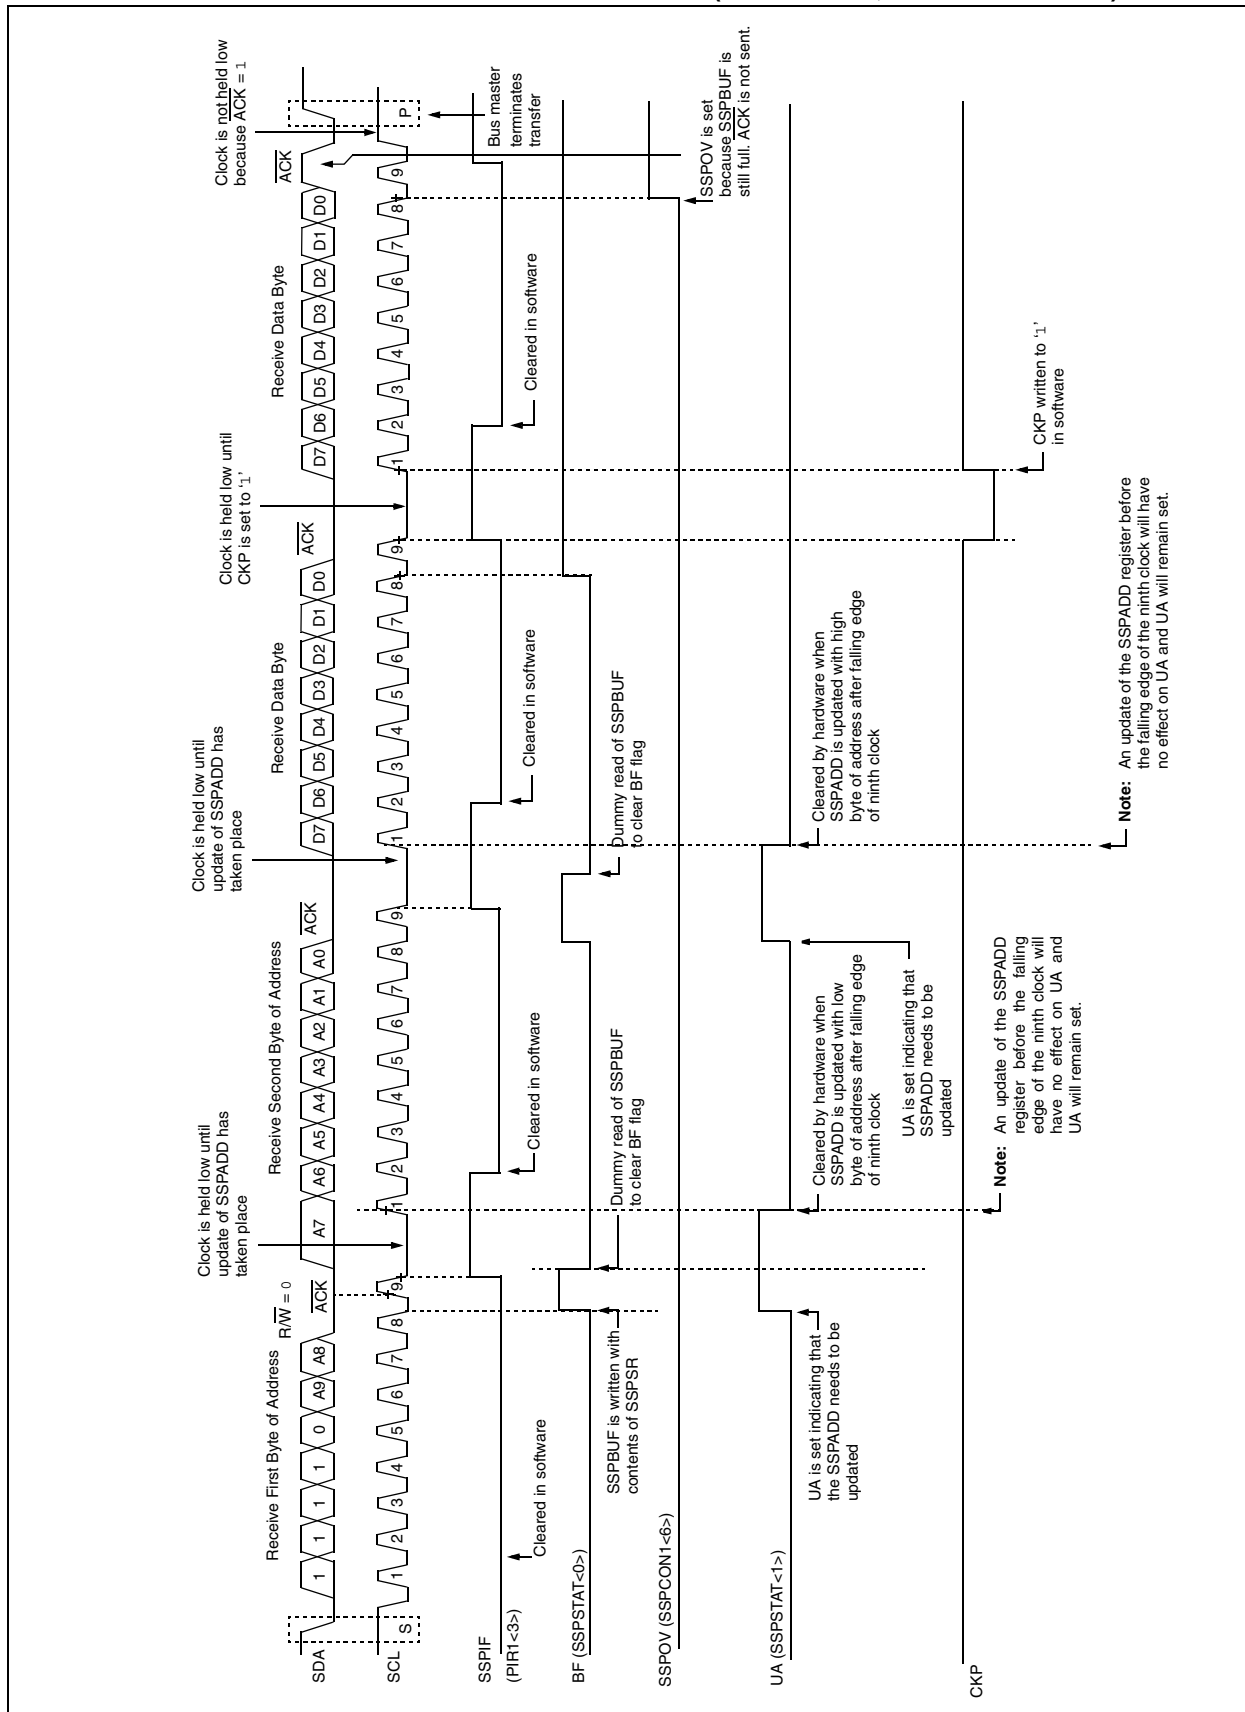 Receive First Byte of Address
R/W = 0
ACK
Clock is held low until
update of SSPADD has
taken place
Receive Second Byte of Address
ACK
Clock is held low until
update of SSPADD has
taken place
Receive Data Byte
ACK
Clock is held low until
CKP is set to ‘1’
Receive Data Byte
ACK
Clock is not held low
because ACK = 1
SDA
1 1 1 1 0 A9 A8
A7 A6 A5 A4 A3 A2 A1 A0
D7 D6 D5 D4 D3 D2 D1 D0
D7 D6 D5 D4 D3 D2 D1 D0
SCL
S
1 2 3 4 5 6 7 8 9
1 2 3 4 5 6 7 8 9
1 2 3 4 5 6 7 8 9
1 2 3 4 5 6 7 8 9
P
Bus master
terminates
transfer
SSPIF
(PIR1<3>)
Cleared in software
Cleared in software
Cleared in software
Cleared in software
BF (SSPSTAT<0>)
SSPBUF is written with
contents of SSPSR
Dummy read of SSPBUF
to clear BF flag
Dummy read of SSPBUF
to clear BF flag
SSPOV (SSPCON1<6>)
SSPOV is set
because SSPBUF is
still full. ACK is not sent.
UA (SSPSTAT<1>)
UA is set indicating that
the SSPADD needs to be
updated
Cleared by hardware when
SSPADD is updated with low
byte of address after falling edge
of ninth clock
UA is set indicating that
SSPADD needs to be
updated
Cleared by hardware when
SSPADD is updated with high
byte of address after falling edge
of ninth clock
CKP
CKP written to ‘1’
in software
Note: An update of the SSPADD
register before the falling
edge of the ninth clock will
have no effect on UA and
UA will remain set.
Note: An update of the SSPADD register before
the falling edge of the ninth clock will have
no effect on UA and UA will remain set.